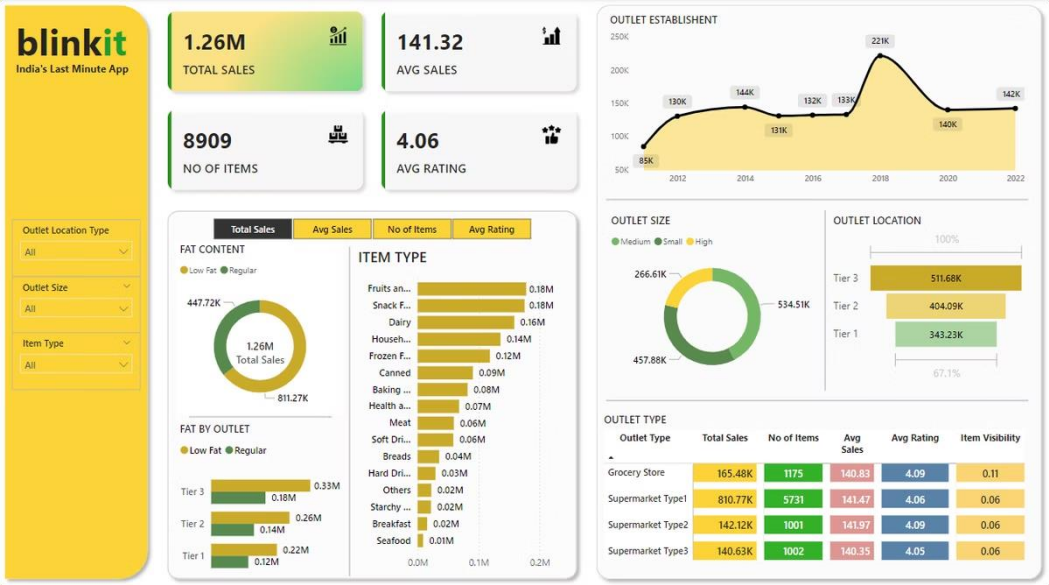 blinkit
India's Last Minute App
Outlet Location Type
All
Outlet Size
All
Item Type
All
1.26M
TOTAL SALES
141.32
AVG SALES
8909
NO OF ITEMS
4.06
AVG RATING
Total Sales
Avg Sales
No of Items
Avg Rating
FAT CONTENT
Low Fat Regular
447.72K
1.26M
Total Sales
811.27K
FAT BY OUTLET
Low Fat Regular
Tier 3 0.33M
0.18M
Tier 2 0.26M
0.14M
Tier 1 0.22M
0.12M
ITEM TYPE
Fruits an... 0.18M
Snack F... 0.18M
Dairy 0.16M
Househ... 0.14M
Frozen F... 0.12M
Canned 0.09M
Baking ... 0.08M
Health a... 0.07M
Meat 0.06M
Soft Dri... 0.06M
Breads 0.04M
Hard Dri... 0.03M
Others 0.02M
Starchy ... 0.02M
Breakfast 0.02M
Seafood 0.01M
0.0M 0.1M 0.2M
OUTLET ESTABLISHENT
250K
200K
150K
100K
50K
85K
130K
144K
131K
132K
133K
221K
140K
142K
2012 2014 2016 2018 2020 2022
OUTLET SIZE
Medium Small High
266.61K
534.51K
457.88K
OUTLET LOCATION
100%
Tier 3 511.68K
Tier 2 404.09K
Tier 1 343.23K
67.1%
OUTLET TYPE
Outlet Type Total Sales No of Items Avg Sales Avg Rating Item Visibility
Grocery Store 165.48K 1175 140.83 4.09 0.11
Supermarket Type1 810.77K 5731 141.47 4.06 0.06
Supermarket Type2 142.12K 1001 141.97 4.09 0.06
Supermarket Type3 140.63K 1002 140.35 4.05 0.06